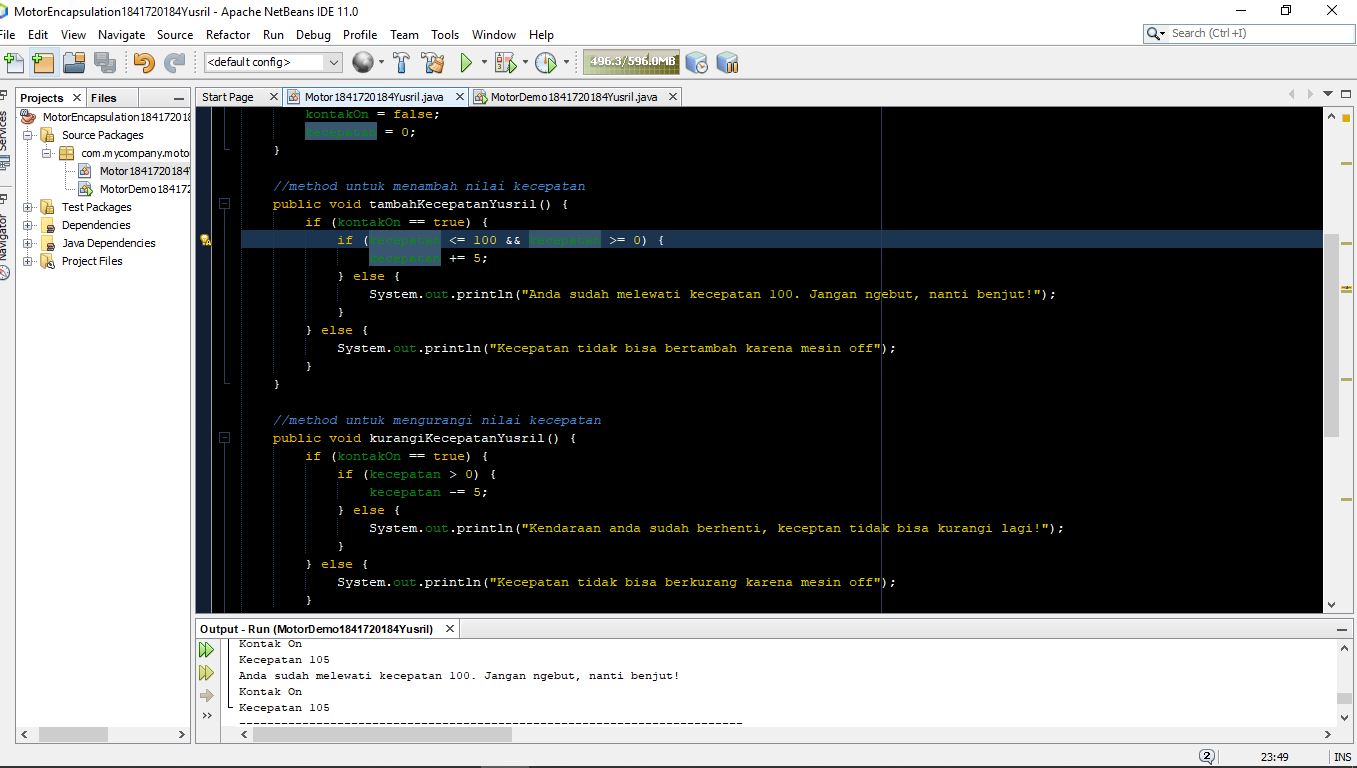 MotorEncapsulation1841720184Yusril - Apache NetBeans IDE 11.0
File Edit View Navigate Source Refactor Run Debug Profile Team Tools Window Help
Search (Ctrl+I)
<default config>
496.3/596.0MB
Projects Files
Start Page Motor1841720184Yusril.java MotorDemo1841720184Yusril.java
Services
Navigator
MotorEncapsulation184172018
Source Packages
com.mycompany.moto
Motor1841720184Y
MotorDemo184172
Test Packages
Dependencies
Java Dependencies
Project Files
kontakOn = false;
kecepatan = 0;
}
//method untuk menambah nilai kecepatan
public void tambahKecepatanYusril() {
if (kontakOn == true) {
if (kecepatan <= 100 && kecepatan >= 0) {
kecepatan += 5;
} else {
System.out.println("Anda sudah melewati kecepatan 100. Jangan ngebut, nanti benjut!");
}
} else {
System.out.println("Kecepatan tidak bisa bertambah karena mesin off");
}
}
//method untuk mengurangi nilai kecepatan
public void kurangiKecepatanYusril() {
if (kontakOn == true) {
if (kecepatan > 0) {
kecepatan -= 5;
} else {
System.out.println("Kendaraan anda sudah berhenti, keceptan tidak bisa kurangi lagi!");
}
} else {
System.out.println("Kecepatan tidak bisa berkurang karena mesin off");
}
Output - Run (MotorDemo1841720184Yusril)
Kontak On
Kecepatan 105
Anda sudah melewati kecepatan 100. Jangan ngebut, nanti benjut!
Kontak On
Kecepatan 105
------------------------------------------------------------------------
2 23:49 INS